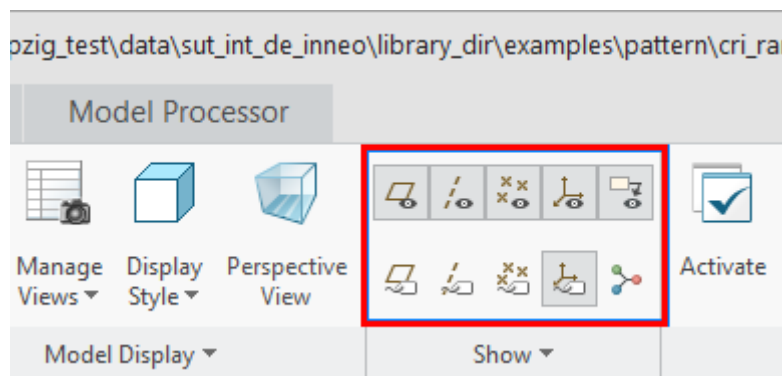 pzig_test\data\sut_int_de_inneo\library_dir\examples\pattern\cri_ra
Model Processor
Manage Views
Display Style
Perspective View
Activate
Model Display
Show